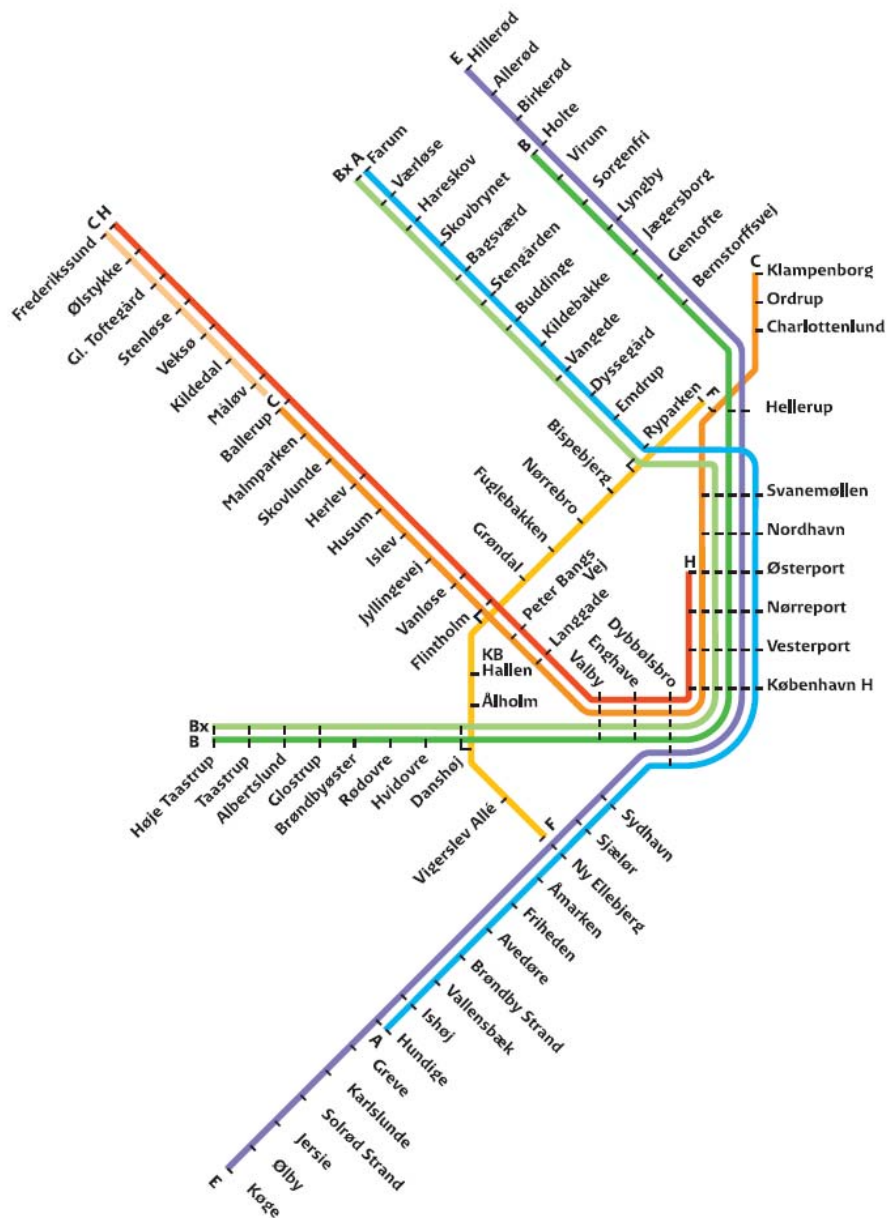 E
Hillerød
Allerød
Birkerød
Holte
B
Virum
Sorgenfri
Lyngby
Jægersborg
Gentofte
Bernstorffsvej
Bx A
Farum
Værløse
Hareskov
Skovbrynet
Bagsværd
Stengården
Buddinge
Kildebakke
Vangede
Dyssegård
Emdrup
C H
Frederikssund
Ølstykke
Gl. Toftegård
Stenløse
Veksø
Kildedal
Måløv
C
Ballerup
Malmparken
Skovlunde
Herlev
Husum
Islev
Jyllingevej
Vanløse
Flintholm
Peter Bangs
Vej
Langgade
Valby
Enghave
Dybbølsbro
C
Klampenborg
Ordrup
Charlottenlund
F
Hellerup
Ryparken
Bispebjerg
Nørrebro
Fuglebakken
Grøndal
KB
Hallen
Ålholm
Svanemøllen
Nordhavn
H
Østerport
Nørreport
Vesterport
København H
Bx
B
Høje Taastrup
Taastrup
Albertslund
Glostrup
Brøndbyøster
Rødovre
Hvidovre
Danshøj
Vigerslev Allé
F
Sydhavn
Sjælør
Ny Ellebjerg
Åmarken
Friheden
Avedøre
Brøndby Strand
Vallensbæk
Ishøj
A
Hundige
Greve
Karlslunde
Solrød Strand
Jersie
Ølby
E
Køge